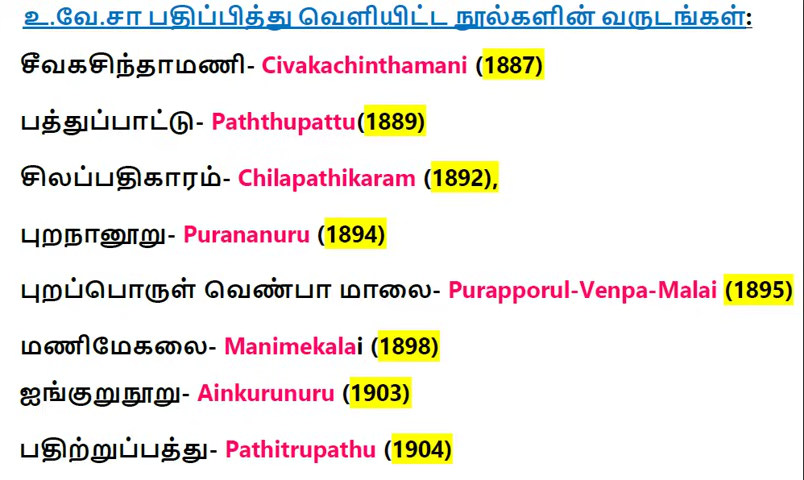 உ.வே.சா பதிப்பித்து வெளியிட்ட நூல்களின் வருடங்கள்:
சீவகசிந்தாமணி- Civakachinthamani (1887)
பத்துப்பாட்டு- Paththupattu(1889)
சிலப்பதிகாரம்- Chilapathikaram (1892),
புறநானூறு- Purananuru (1894)
புறப்பொருள் வெண்பா மாலை- Purapporul-Venpa-Malai (1895)
மணிமேகலை- Manimekalai (1898)
ஐங்குறுநூறு- Ainkurunuru (1903)
பதிற்றுப்பத்து- Pathitrupathu (1904)